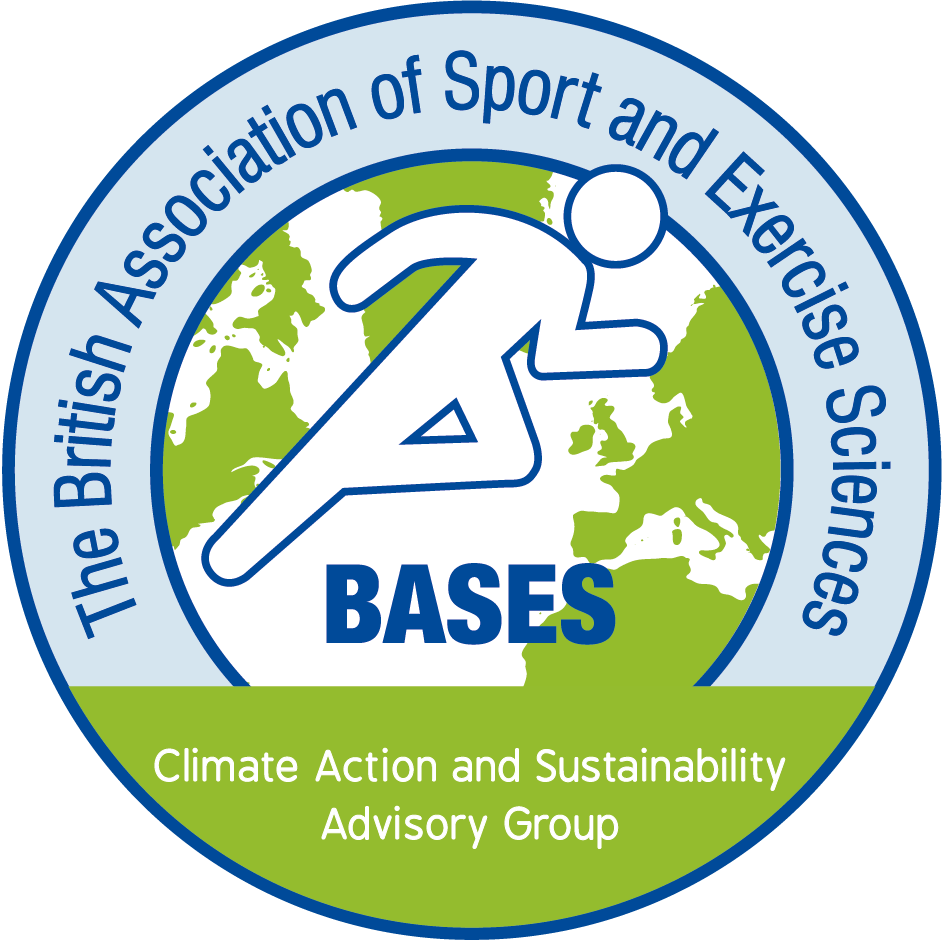 The British Association of Sport and Exercise Sciences
BASES
Climate Action and Sustainability
Advisory Group